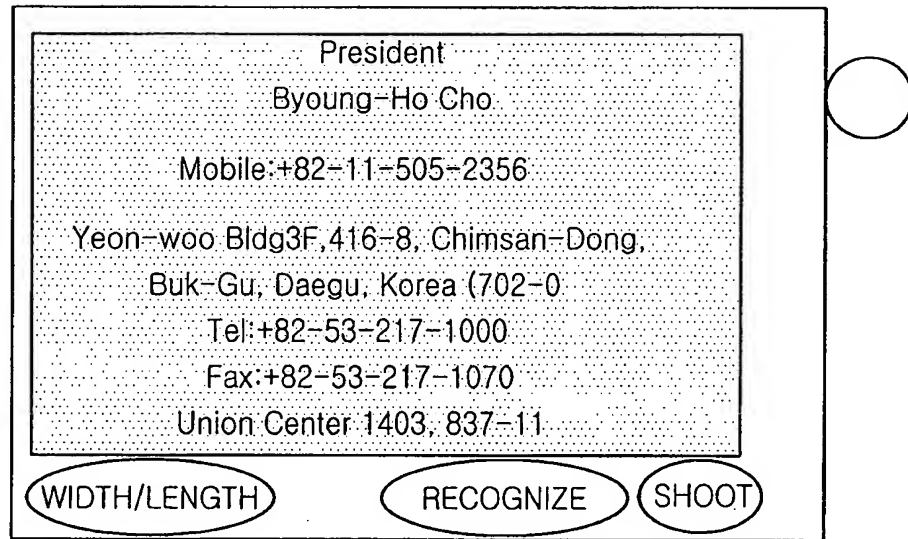 President
Byoung-Ho Cho
Mobile:+82-11-505-2356
Yeon-woo Bldg3F,416-8, Chimsan-Dong,
Buk-Gu, Daegu, Korea (702-0
Tel:+82-53-217-1000
Fax:+82-53-217-1070
Union Center 1403, 837-11
WIDTH/LENGTH RECOGNIZE SHOOT